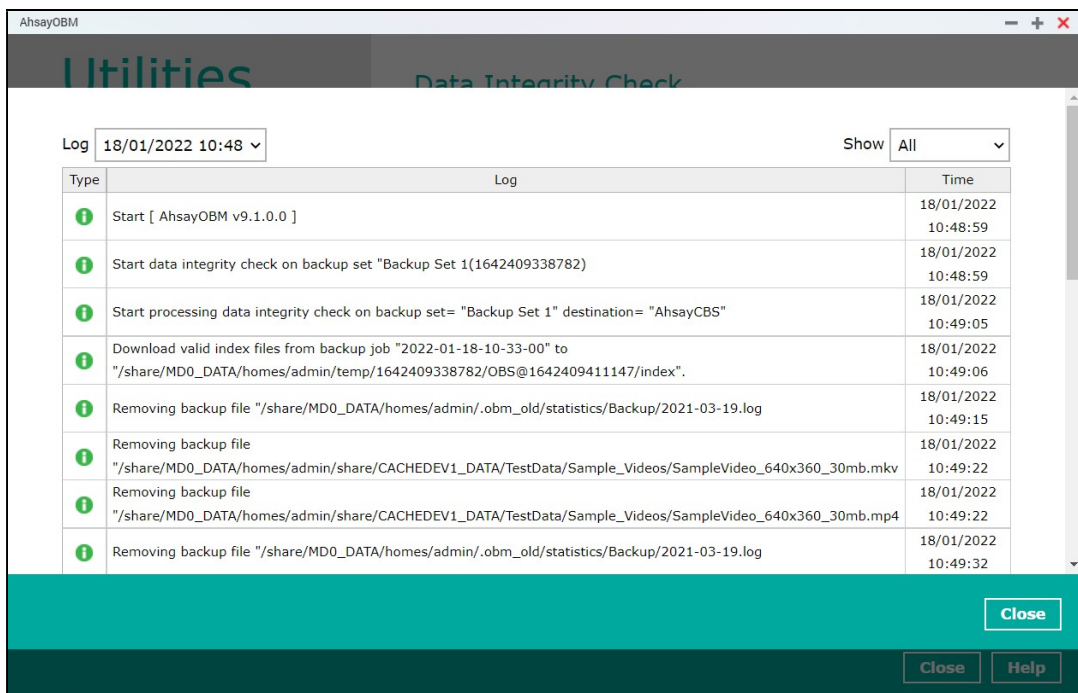 AhsayOBM
Utilities
Data Integrity Check
Log 18/01/2022 10:48 Show All
Type Log Time
Start [ AhsayOBM v9.1.0.0 ] 18/01/2022
10:48:59
Start data integrity check on backup set "Backup Set 1(1642409338782) 18/01/2022
10:48:59
Start processing data integrity check on backup set= "Backup Set 1" destination= "AhsayCBS" 18/01/2022
10:49:05
Download valid index files from backup job "2022-01-18-10-33-00" to 18/01/2022
"/share/MD0_DATA/homes/admin/temp/1642409338782/OBS@1642409411147/index". 10:49:06
Removing backup file "/share/MD0_DATA/homes/admin/.obm_old/statistics/Backup/2021-03-19.log 18/01/2022
10:49:15
Removing backup file 18/01/2022
"/share/MD0_DATA/homes/admin/share/CACHEDEV1_DATA/TestData/Sample_Videos/SampleVideo_640x360_30mb.mkv 10:49:22
Removing backup file 18/01/2022
"/share/MD0_DATA/homes/admin/share/CACHEDEV1_DATA/TestData/Sample_Videos/SampleVideo_640x360_30mb.mp4 10:49:22
Removing backup file "/share/MD0_DATA/homes/admin/.obm_old/statistics/Backup/2021-03-19.log 18/01/2022
10:49:32
Close
Close Help